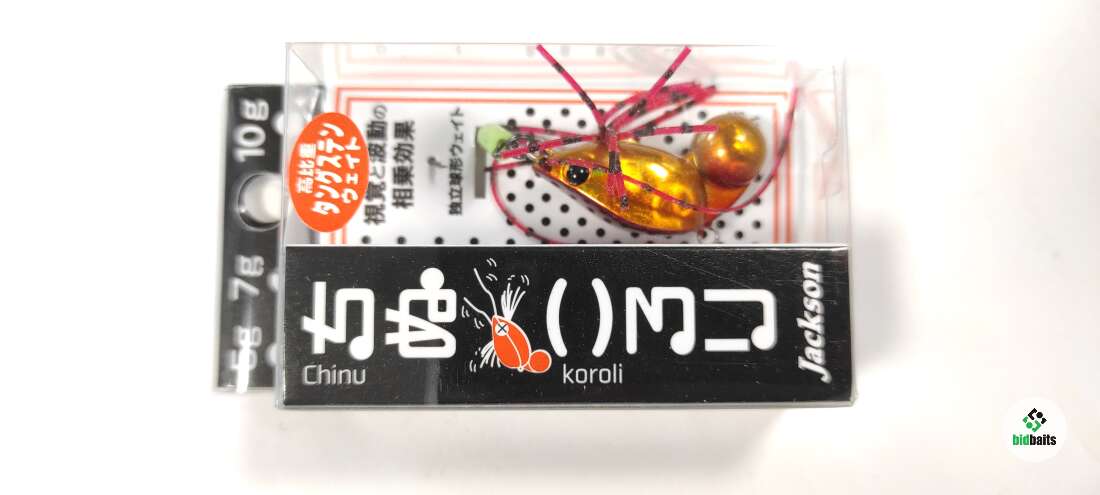 10g
7g
5g
高比重
タングステン
ウェイト
視覚と波動の
相乗効果
独立球形ウェイト
ちぬころり
Chinu
koroli
Jackson
bidbaits